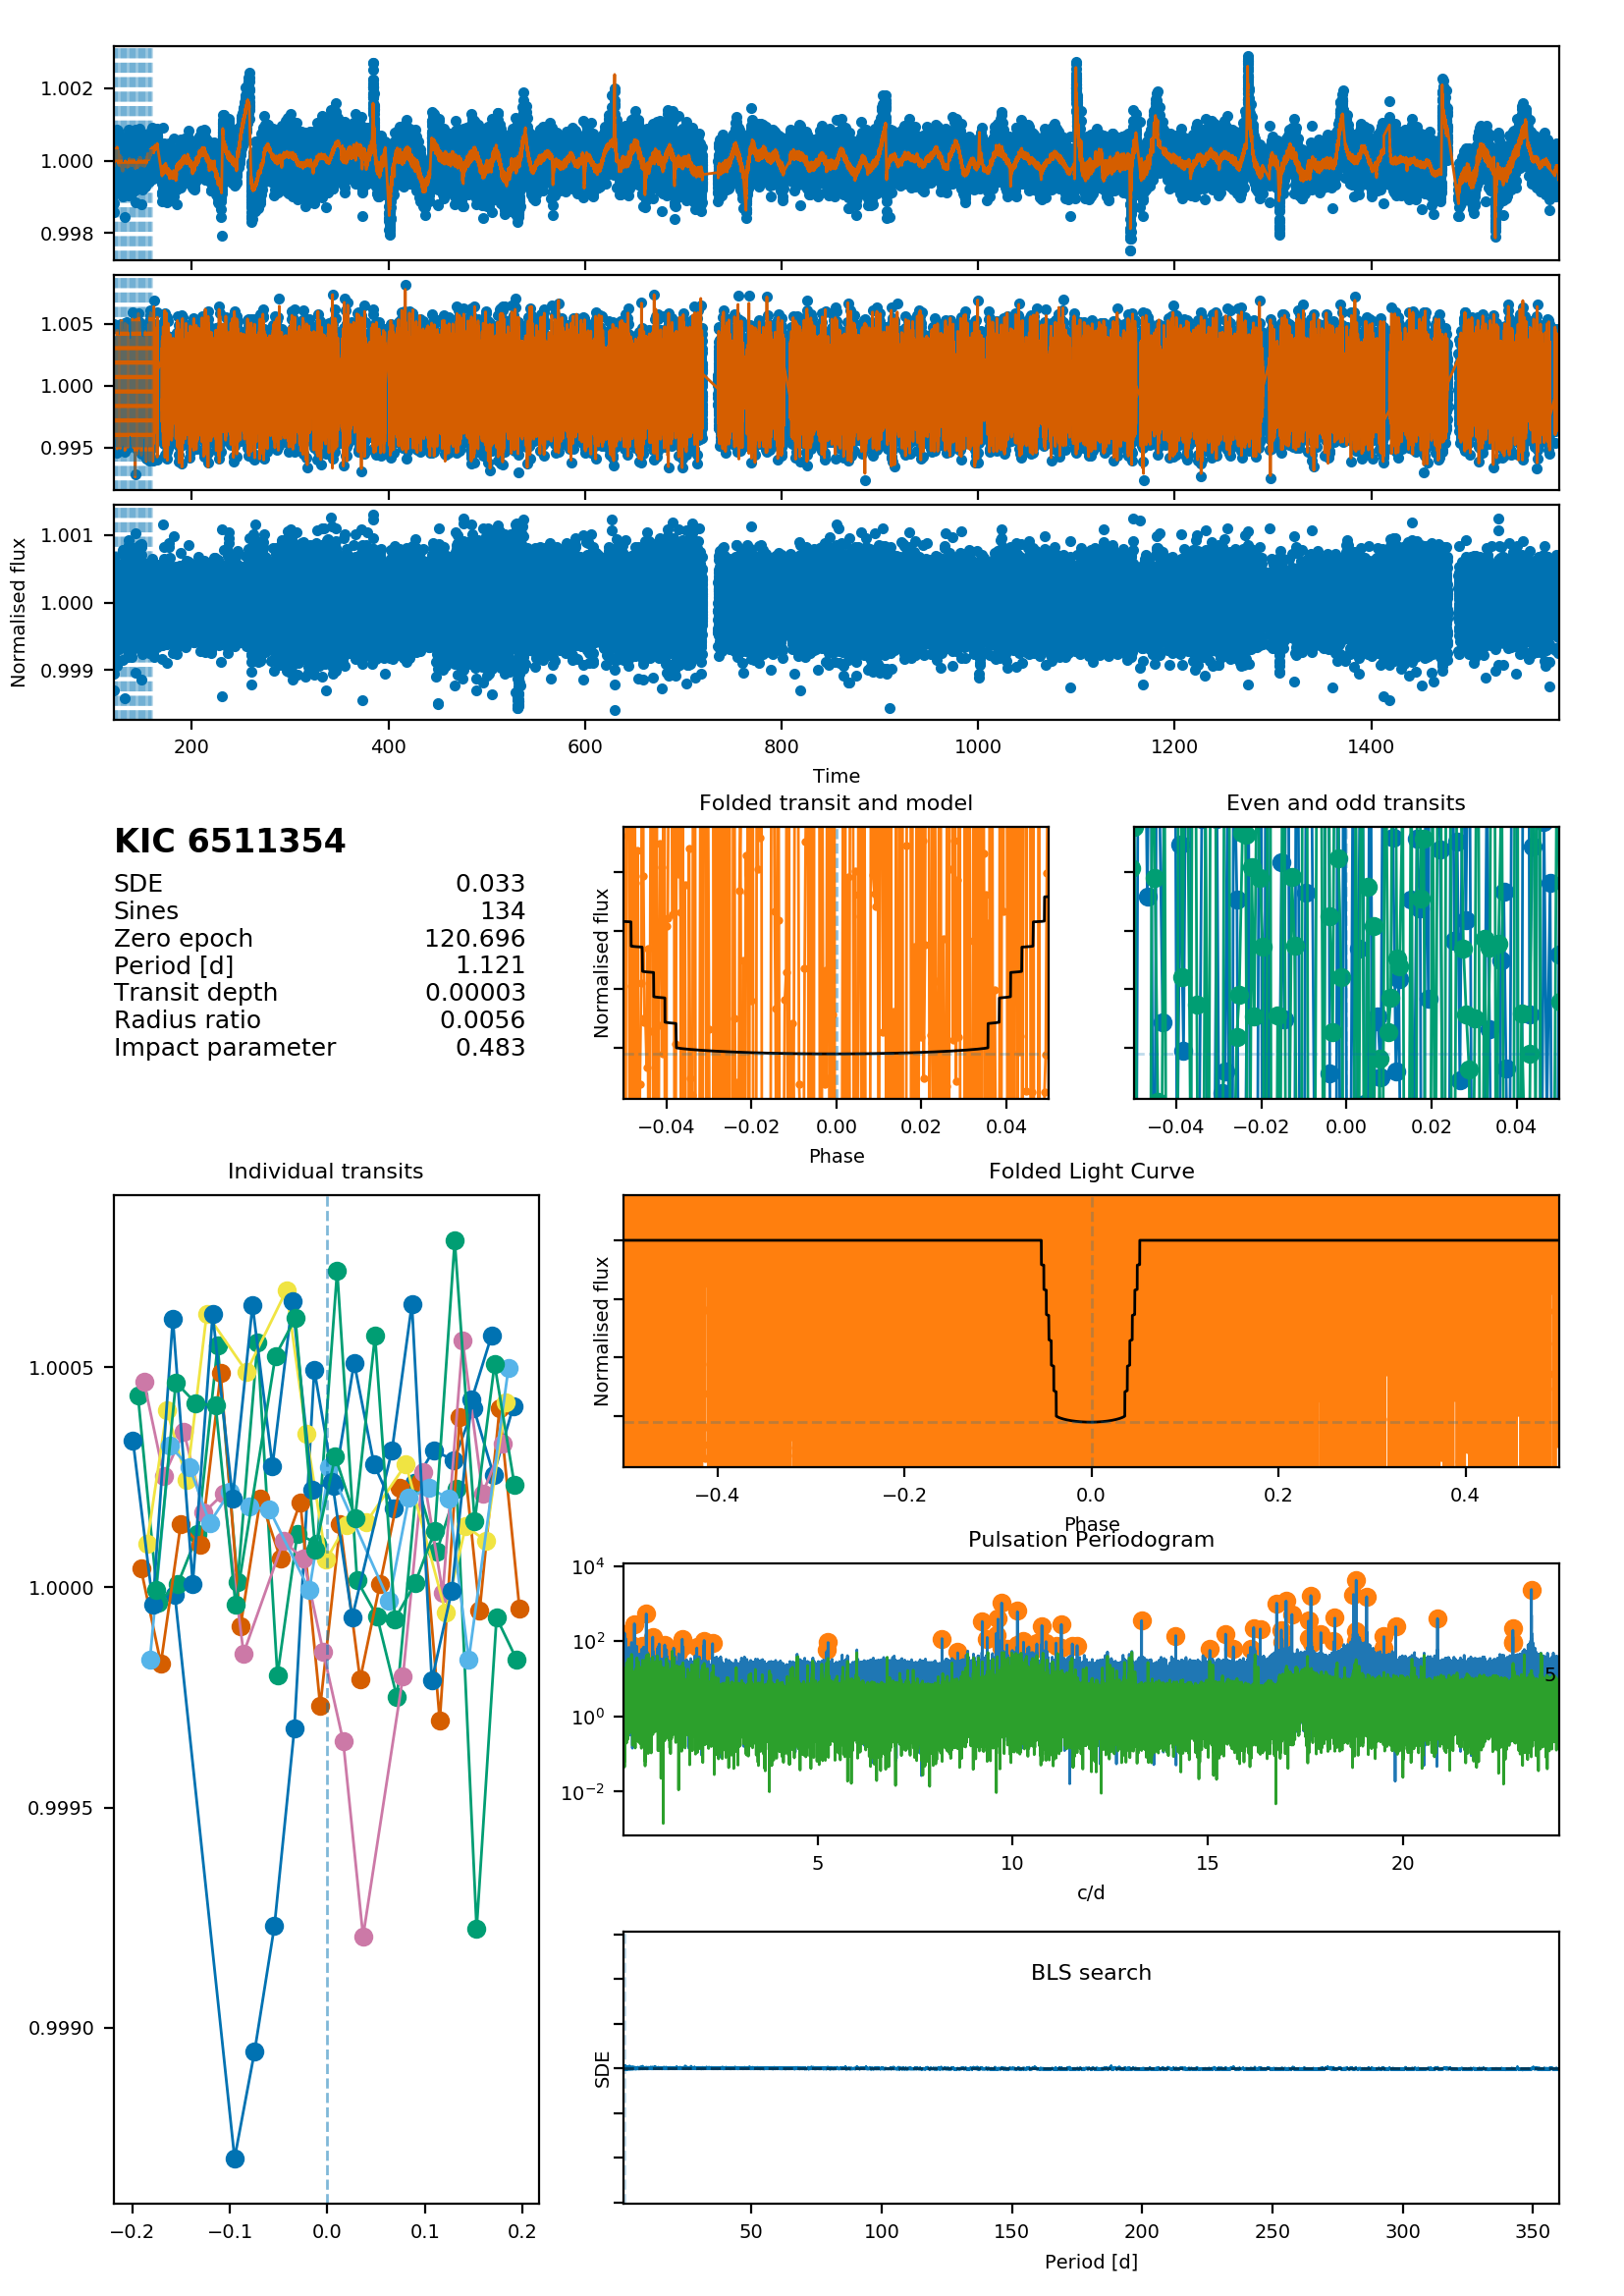 1.002
1.000
0.998
1.005
1.000
0.995
1.001
1.000
0.999
Normalised flux
200 400 600 800 1000 1200 1400
Time
KIC 6511354
SDE 0.033
Sines 134
Zero epoch 120.696
Period [d] 1.121
Transit depth 0.00003
Radius ratio 0.0056
Impact parameter 0.483
Folded transit and model
Normalised flux
−0.04 −0.02 0.00 0.02 0.04
Phase
Even and odd transits
−0.04 −0.02 0.00 0.02 0.04
Individual transits
1.0005
1.0000
0.9995
0.9990
−0.2 −0.1 0.0 0.1 0.2
Folded Light Curve
Normalised flux
−0.4 −0.2 0.0 0.2 0.4
Phase
Pulsation Periodogram
10⁴
10²
10⁰
10⁻²
5
5 10 15 20
c/d
BLS search
SDE
50 100 150 200 250 300 350
Period [d]